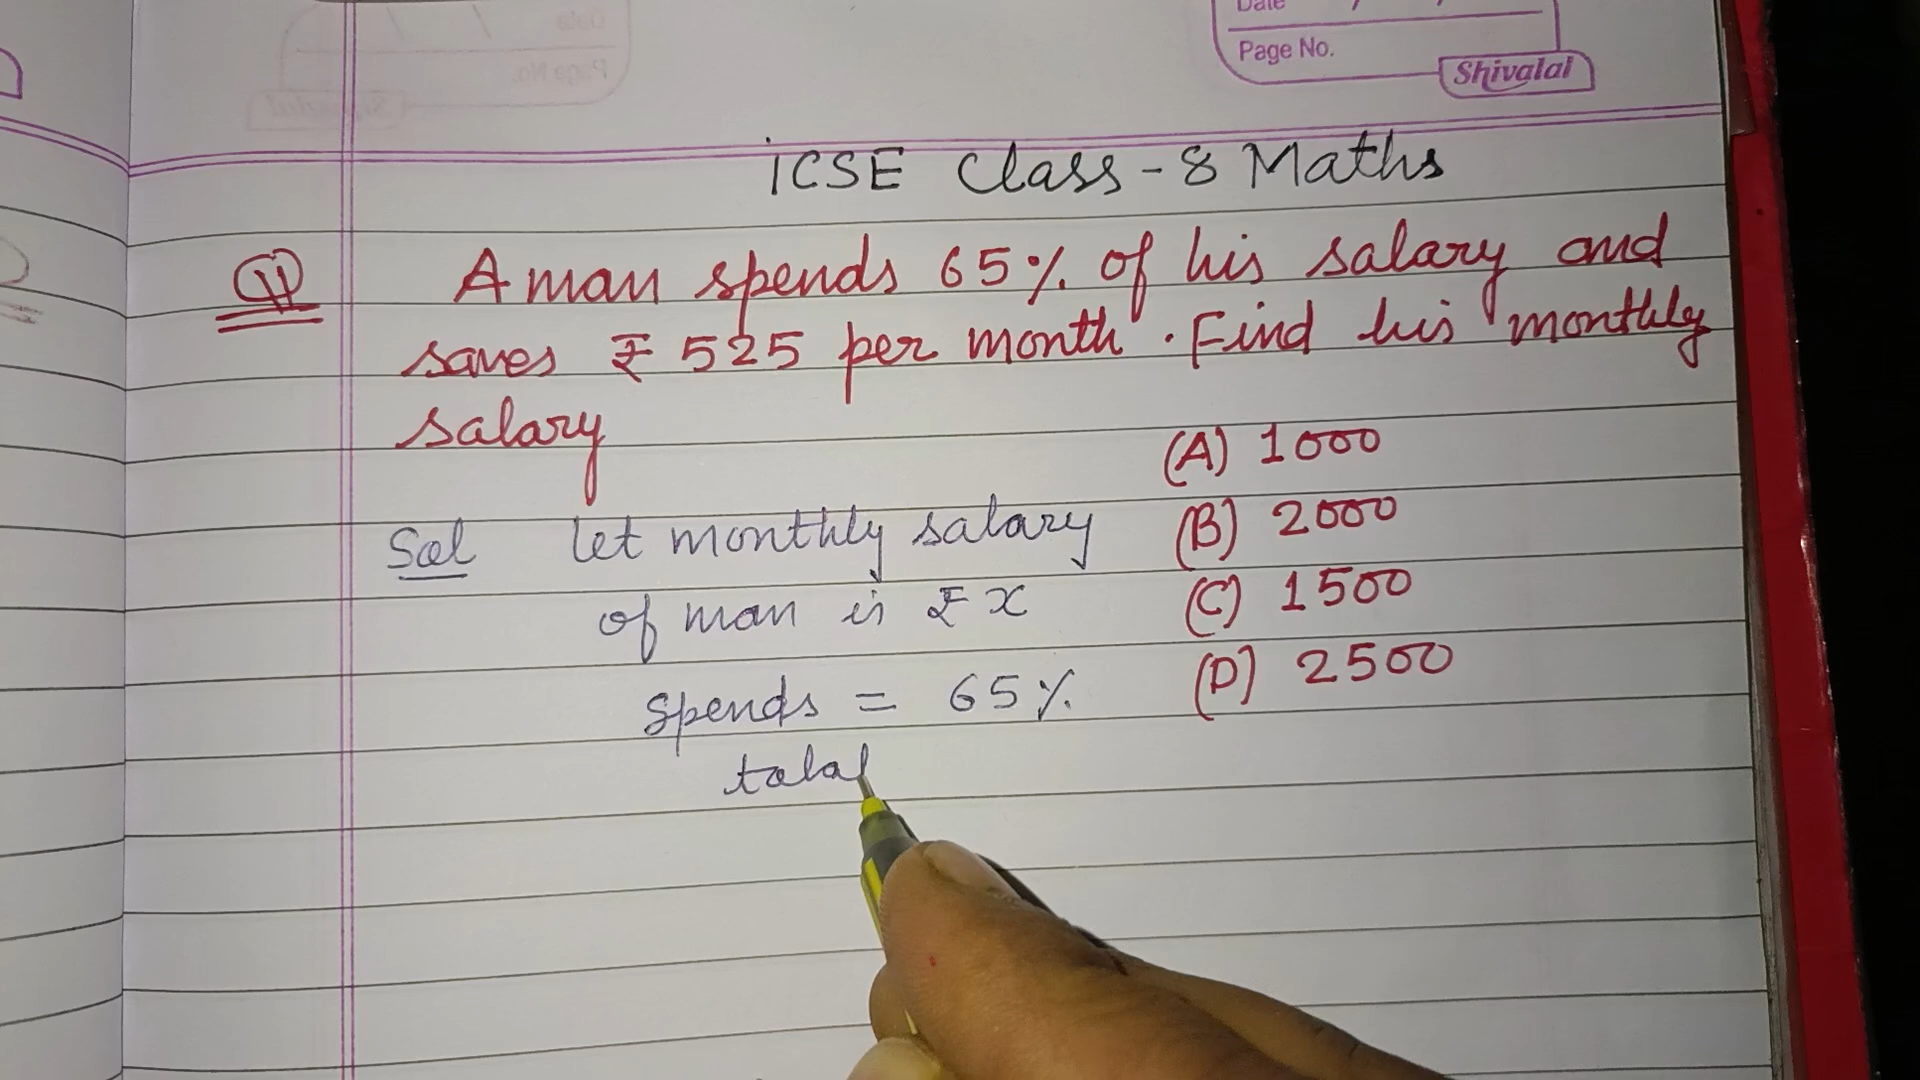 Date / /
Page No.
Shivalal
ICSE Class-8 Maths
Q A man spends 65% of his salary and
saves ₹ 525 per month. Find his monthly
salary
(A) 1000
(B) 2000
(C) 1500
(D) 2500
Sol let monthly salary
of man is ₹ x
spends = 65%
total